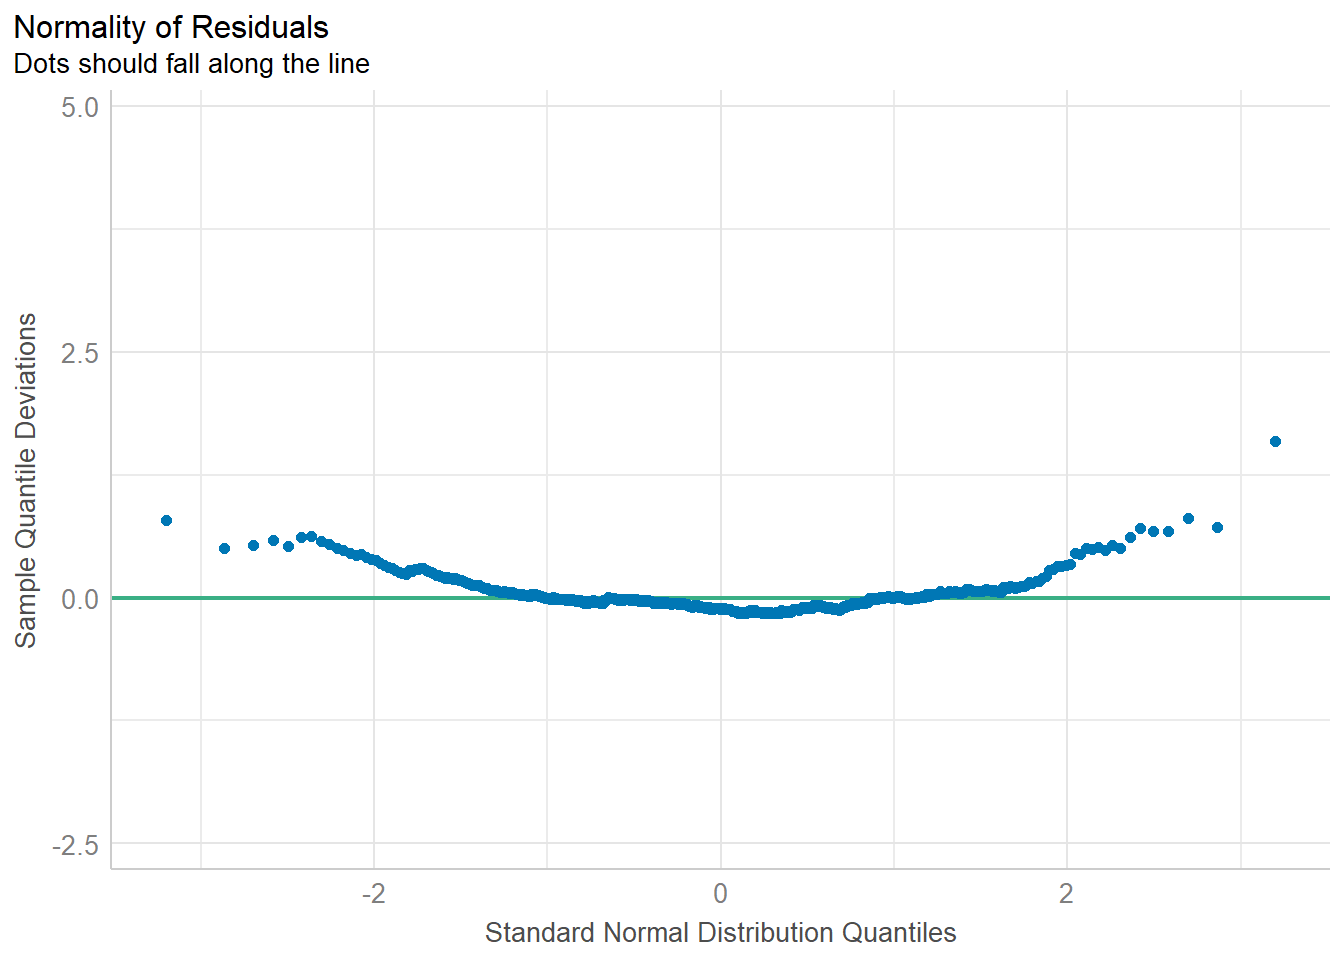 Normality of Residuals
Dots should fall along the line
5.0
2.5
0.0
-2.5
Sample Quantile Deviations
-2
0
2
Standard Normal Distribution Quantiles